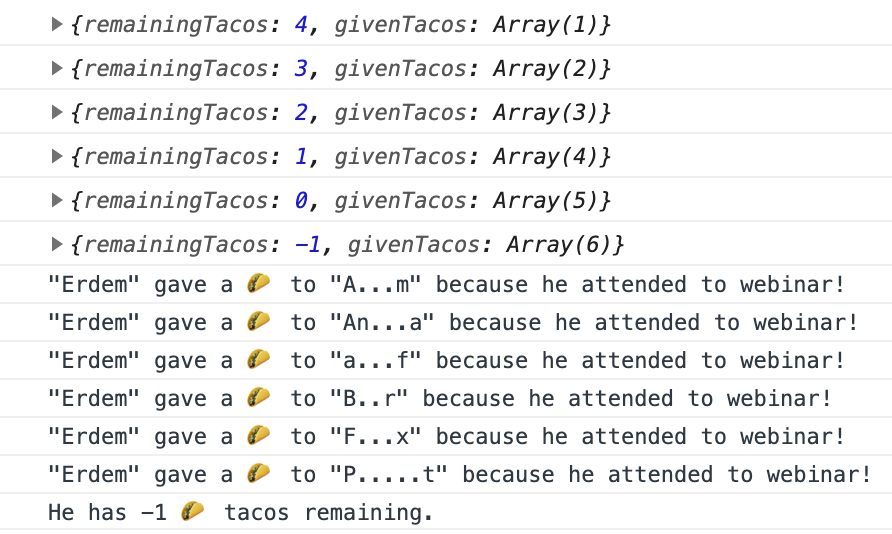 ▶ {remainingTacos: 4, givenTacos: Array(1)}
▶ {remainingTacos: 3, givenTacos: Array(2)}
▶ {remainingTacos: 2, givenTacos: Array(3)}
▶ {remainingTacos: 1, givenTacos: Array(4)}
▶ {remainingTacos: 0, givenTacos: Array(5)}
▶ {remainingTacos: -1, givenTacos: Array(6)}
"Erdem" gave a 🌮 to "A...m" because he attended to webinar!
"Erdem" gave a 🌮 to "An...a" because he attended to webinar!
"Erdem" gave a 🌮 to "a...f" because he attended to webinar!
"Erdem" gave a 🌮 to "B..r" because he attended to webinar!
"Erdem" gave a 🌮 to "F...x" because he attended to webinar!
"Erdem" gave a 🌮 to "P.....t" because he attended to webinar!
He has -1 🌮 tacos remaining.